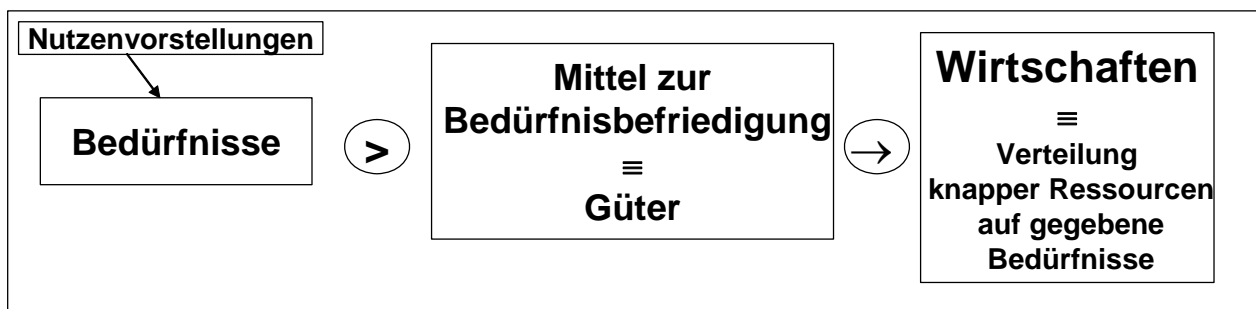 Nutzenvorstellungen
Bedürfnisse
>
Mittel zur
Bedürfnisbefriedigung
≡
Güter
→
Wirtschaften
≡
Verteilung
knapper Ressourcen
auf gegebene
Bedürfnisse